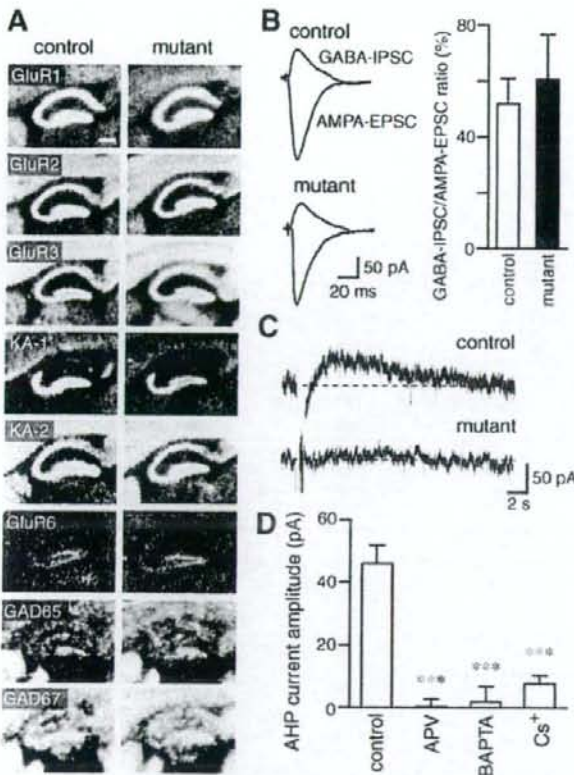 A
control mutant
GluR1
GluR2
GluR3
KA-1
KA-2
GluR6
GAD65
GAD67
B
control
GABA-IPSC
AMPA-EPSC
mutant
50 pA
20 ms
GABA-IPSC/AMPA-EPSC ratio (%)
80
40
0
control
mutant
C
control
mutant
50 pA
2 s
D
AHP current amplitude (pA)
60
40
20
0
***
***
***
control
APV
BAPTA
Cs+